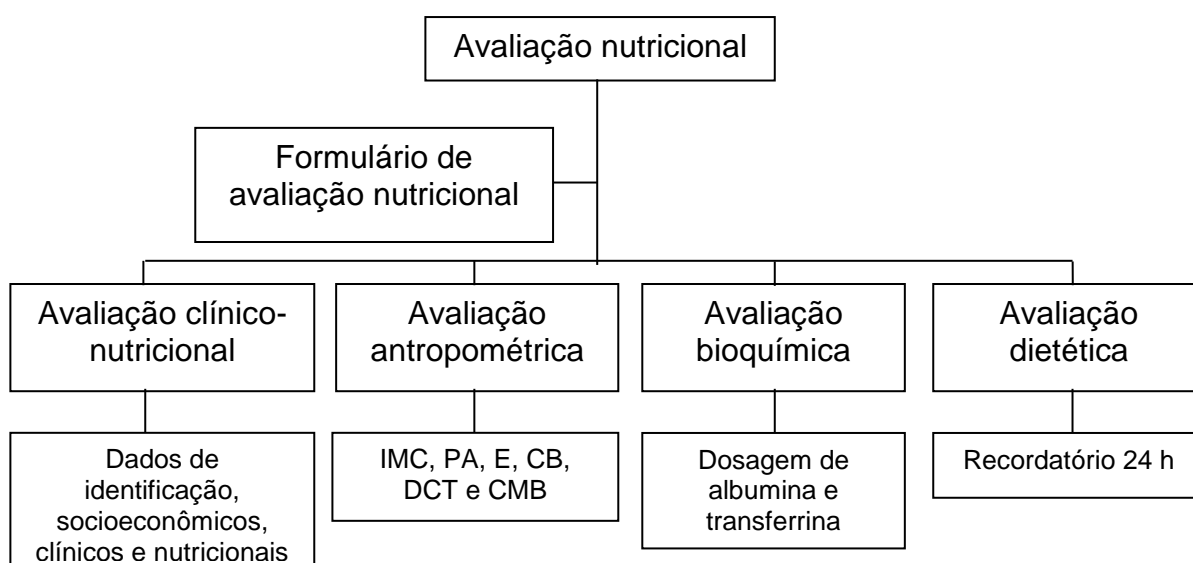 Avaliação nutricional
Formulário de
avaliação nutricional
Avaliação clínico-
nutricional
Avaliação
antropométrica
Avaliação
bioquímica
Avaliação
dietética
Dados de
identificação,
socioeconômicos,
clínicos e nutricionais
IMC, PA, E, CB,
DCT e CMB
Dosagem de
albumina e
transferrina
Recordatório 24 h